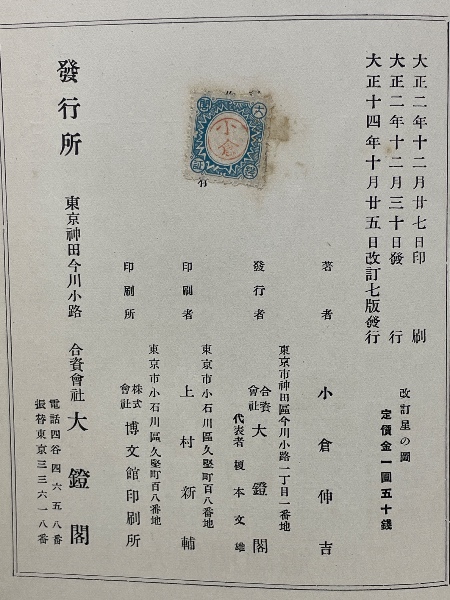 大正二年十二月廿七日印刷
大正二年十二月三十日發行
大正十四年十月廿五日改訂七版發行
改訂星の圖
定價金一圓五十錢
著者 小倉伸吉
東京市神田區今川小路一丁目一番地
發行者 合資會社 大鐙閣
代表者 榎本文雄
東京市小石川區久堅町百八番地
印刷者 上村新輔
東京市小石川區久堅町百八番地
印刷所 株式會社 博文館印刷所
小倉
發行所 東京神田今川小路 合資會社 大鐙閣
電話四谷四六五八番
振替東京三三六一八番